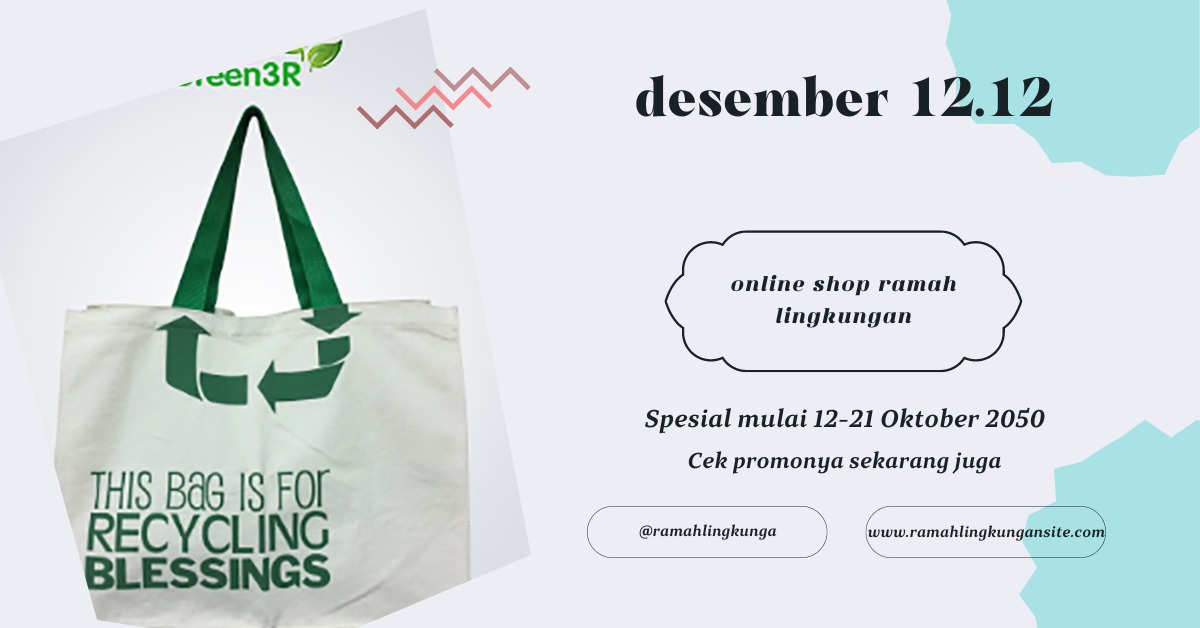 desember 12.12
online shop ramah
lingkungan
Spesial mulai 12-21 Oktober 2050
Cek promonya sekarang juga
@ramahlingkunga
www.ramahlingkungansite.com
THIS BaG IS FOr
RECYCLING
BLESSINGS